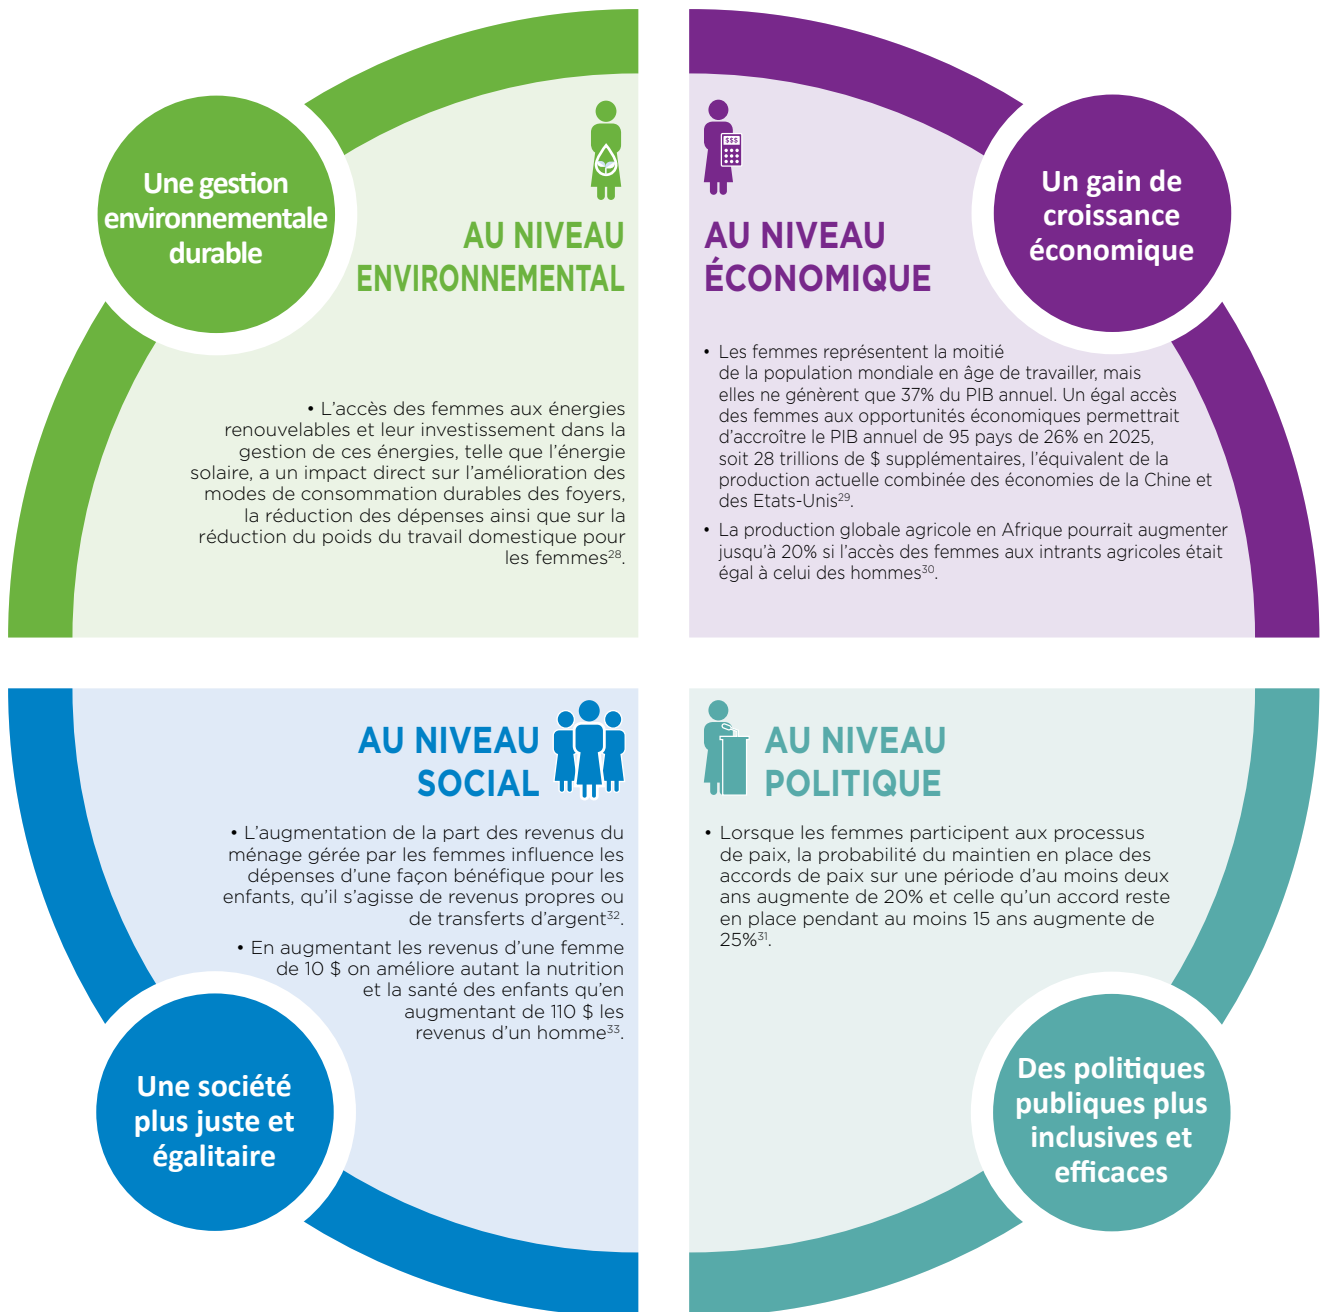 Une gestion
environnementale
durable
AU NIVEAU
ENVIRONNEMENTAL
• L'accès des femmes aux énergies
renouvelables et leur investissement dans la
gestion de ces énergies, telle que l'énergie
solaire, a un impact direct sur l'amélioration des
modes de consommation durables des foyers,
la réduction des dépenses ainsi que sur la
réduction du poids du travail domestique pour
les femmes28.
$$$
AU NIVEAU
ÉCONOMIQUE
Un gain de
croissance
économique
• Les femmes représentent la moitié
de la population mondiale en âge de travailler, mais
elles ne génèrent que 37% du PIB annuel. Un égal accès
des femmes aux opportunités économiques permettrait
d'accroître le PIB annuel de 95 pays de 26% en 2025,
soit 28 trillions de $ supplémentaires, l'équivalent de la
production actuelle combinée des économies de la Chine et
des Etats-Unis29.
• La production globale agricole en Afrique pourrait augmenter
jusqu'à 20% si l'accès des femmes aux intrants agricoles était
égal à celui des hommes30.
AU NIVEAU
SOCIAL
• L'augmentation de la part des revenus du
ménage gérée par les femmes influence les
dépenses d'une façon bénéfique pour les
enfants, qu'il s'agisse de revenus propres ou
de transferts d'argent32.
• En augmentant les revenus d'une femme
de 10 $ on améliore autant la nutrition
et la santé des enfants qu'en
augmentant de 110 $ les
revenus d'un homme33.
Une société
plus juste et
égalitaire
AU NIVEAU
POLITIQUE
• Lorsque les femmes participent aux processus
de paix, la probabilité du maintien en place des
accords de paix sur une période d'au moins deux
ans augmente de 20% et celle qu'un accord reste
en place pendant au moins 15 ans augmente de
25%31.
Des politiques
publiques plus
inclusives et
efficaces